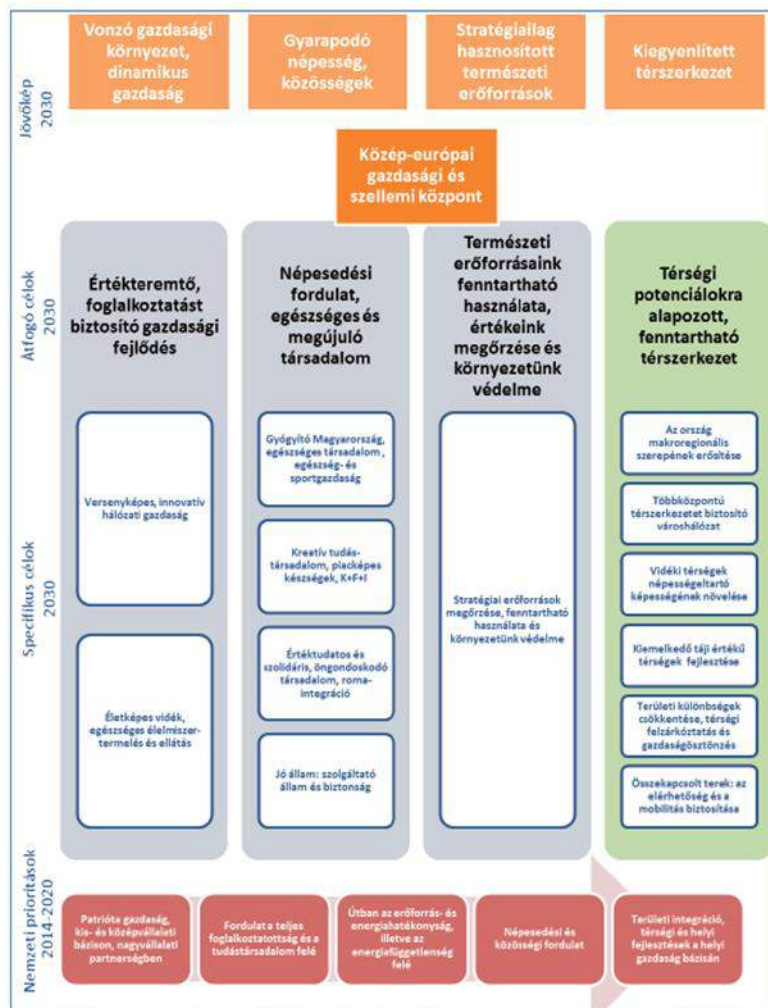 Jövőkép
2030
Vonzó gazdasági
környezet,
dinamikus
gazdaság
Gyarapodó
népesség,
közösségek
Stratégiailag
hasznosított
természeti
erőforrások
Kiegyenlített
térszerkezet
Közép-európai
gazdasági és
szellemi központ
Átfogó célok
2030
Értékteremtő,
foglalkoztatást
biztosító gazdasági
fejlődés
Népesedési
fordulat,
egészséges és
megújuló
társadalom
Természeti
erőforrásaink
fenntartható
használata,
értékeink
megőrzése és
környezetünk
védelme
Térségi
potenciálokra
alapozott,
fenntartható
térszerkezet
Specifikus célok
2030
Versenyképes, innovatív
hálózati gazdaság
Életképes vidék,
egészséges élelmiszer-
termelés és ellátás
Gyógyító Magyarország,
egészséges társadalom ,
egészség- és
sportgazdaság
Kreatív tudás-
társadalom, piacképes
készségek, K+F+I
Értéktudatos és
szolidáris, öngondoskodó
társadalom, roma-
integráció
Jó állam: szolgáltató
állam és biztonság
Stratégiai erőforrások
megőrzése, fenntartható
használata és
környezetünk védelme
Az ország
makroregionális
szerepének erősítése
Többközpontú
térszerkezetet biztosító
városhálózat
Vidéki térségek
népességeltartó
képességének növelése
Kiemelkedő táji értékű
térségek fejlesztése
Területi különbségek
csökkentése, térségi
felzárkóztatás és
gazdaságösztönzés
Összekapcsolt terek: az
elérhetőség és a
mobilitás biztosítása
Nemzeti prioritások
2014-2020
Patrióta gazdaság,
kis- és középvállalati
bázison, nagyvállalati
partnerségben
Fordulat a teljes
foglalkoztatottság és a
tudástársadalom felé
Útban az erőforrás- és
energiahatékonyság,
illetve az
energiafüggetlenség
felé
Népesedési és
közösségi fordulat
Területi integráció,
térségi és helyi
fejlesztések a helyi
gazdaság bázisán